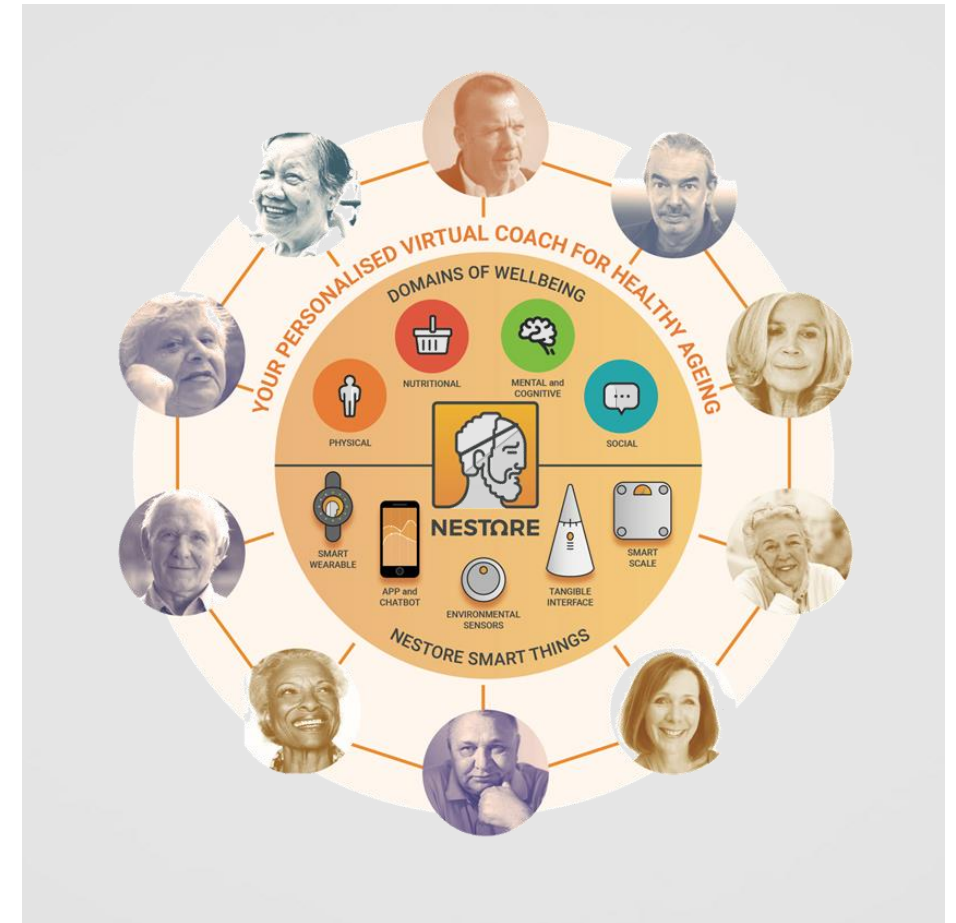 YOUR PERSONALISED VIRTUAL COACH FOR HEALTHY AGEING
DOMAINS OF WELLBEING
NUTRITIONAL
MENTAL and
COGNITIVE
PHYSICAL
SOCIAL
NESTΩRE
SMART
WEARABLE
APP and
CHATBOT
ENVIRONMENTAL
SENSORS
TANGIBLE
INTERFACE
SMART
SCALE
NESTORE SMART THINGS